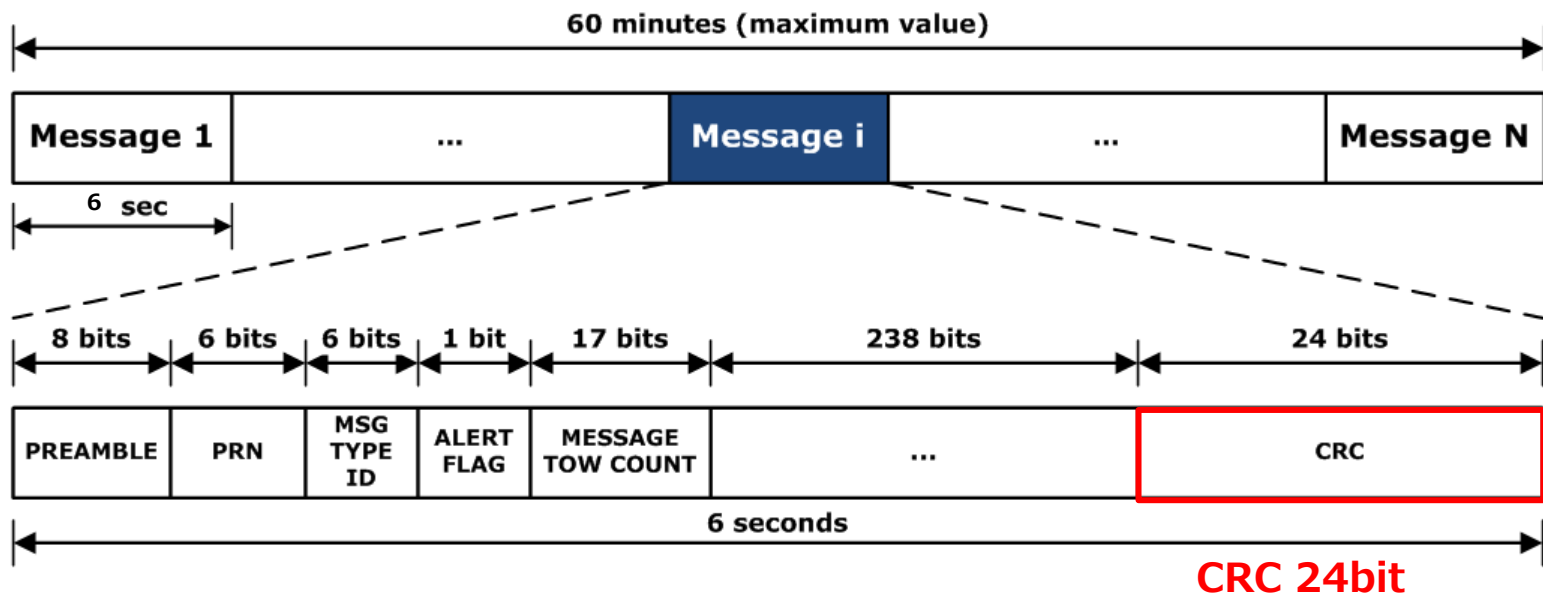 60 minutes (maximum value)
Message 1 ... Message i ... Message N
6 sec
8 bits 6 bits 6 bits 1 bit 17 bits 238 bits 24 bits
PREAMBLE
PRN
MSG
TYPE
ID
ALERT
FLAG
MESSAGE
TOW COUNT
...
CRC
6 seconds
CRC 24bit